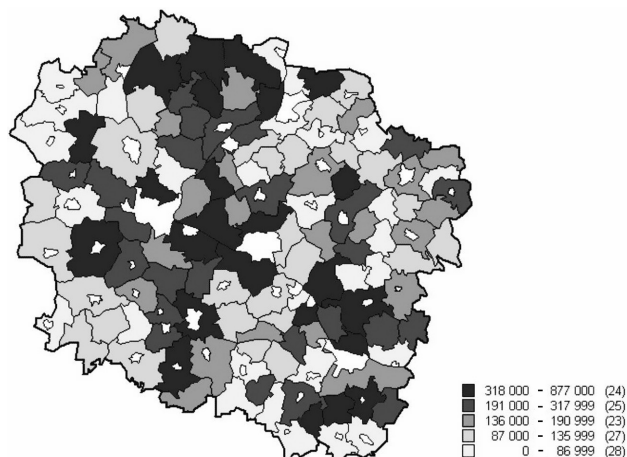 318 000 - 877 000 (24)
191 000 - 317 999 (25)
136 000 - 190 999 (23)
87 000 - 135 999 (27)
0 - 86 999 (28)